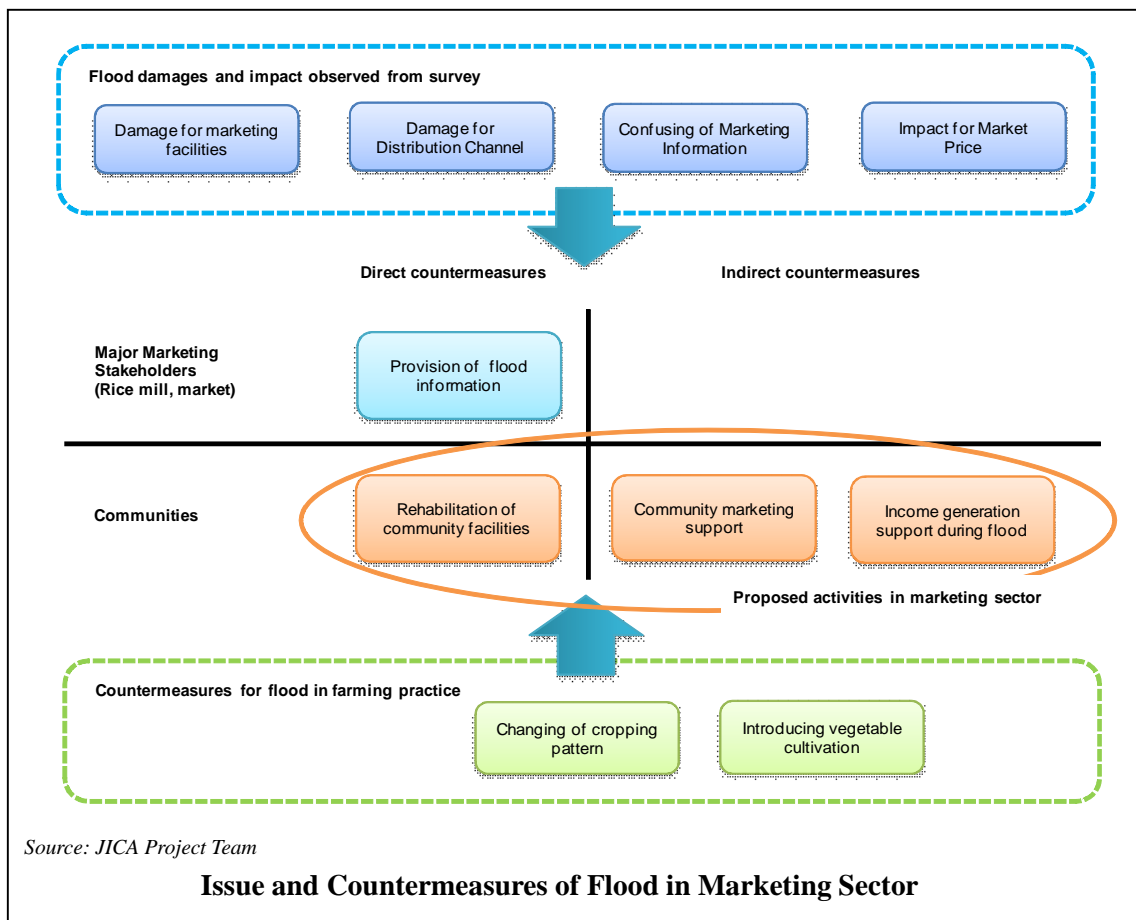 Flood damages and impact observed from survey
Damage for marketing
facilities
Damage for
Distribution Channel
Confusing of Marketing
Information
Impact for Market
Price
Direct countermeasures
Indirect countermeasures
Major Marketing
Stakeholders
(Rice mill, market)
Provision of flood
information
Communities
Rehabilitation of
community facilities
Community marketing
support
Income generation
support during flood
Proposed activities in marketing sector
Countermeasures for flood in farming practice
Changing of cropping
pattern
Introducing vegetable
cultivation
Source: JICA Project Team
Issue and Countermeasures of Flood in Marketing Sector